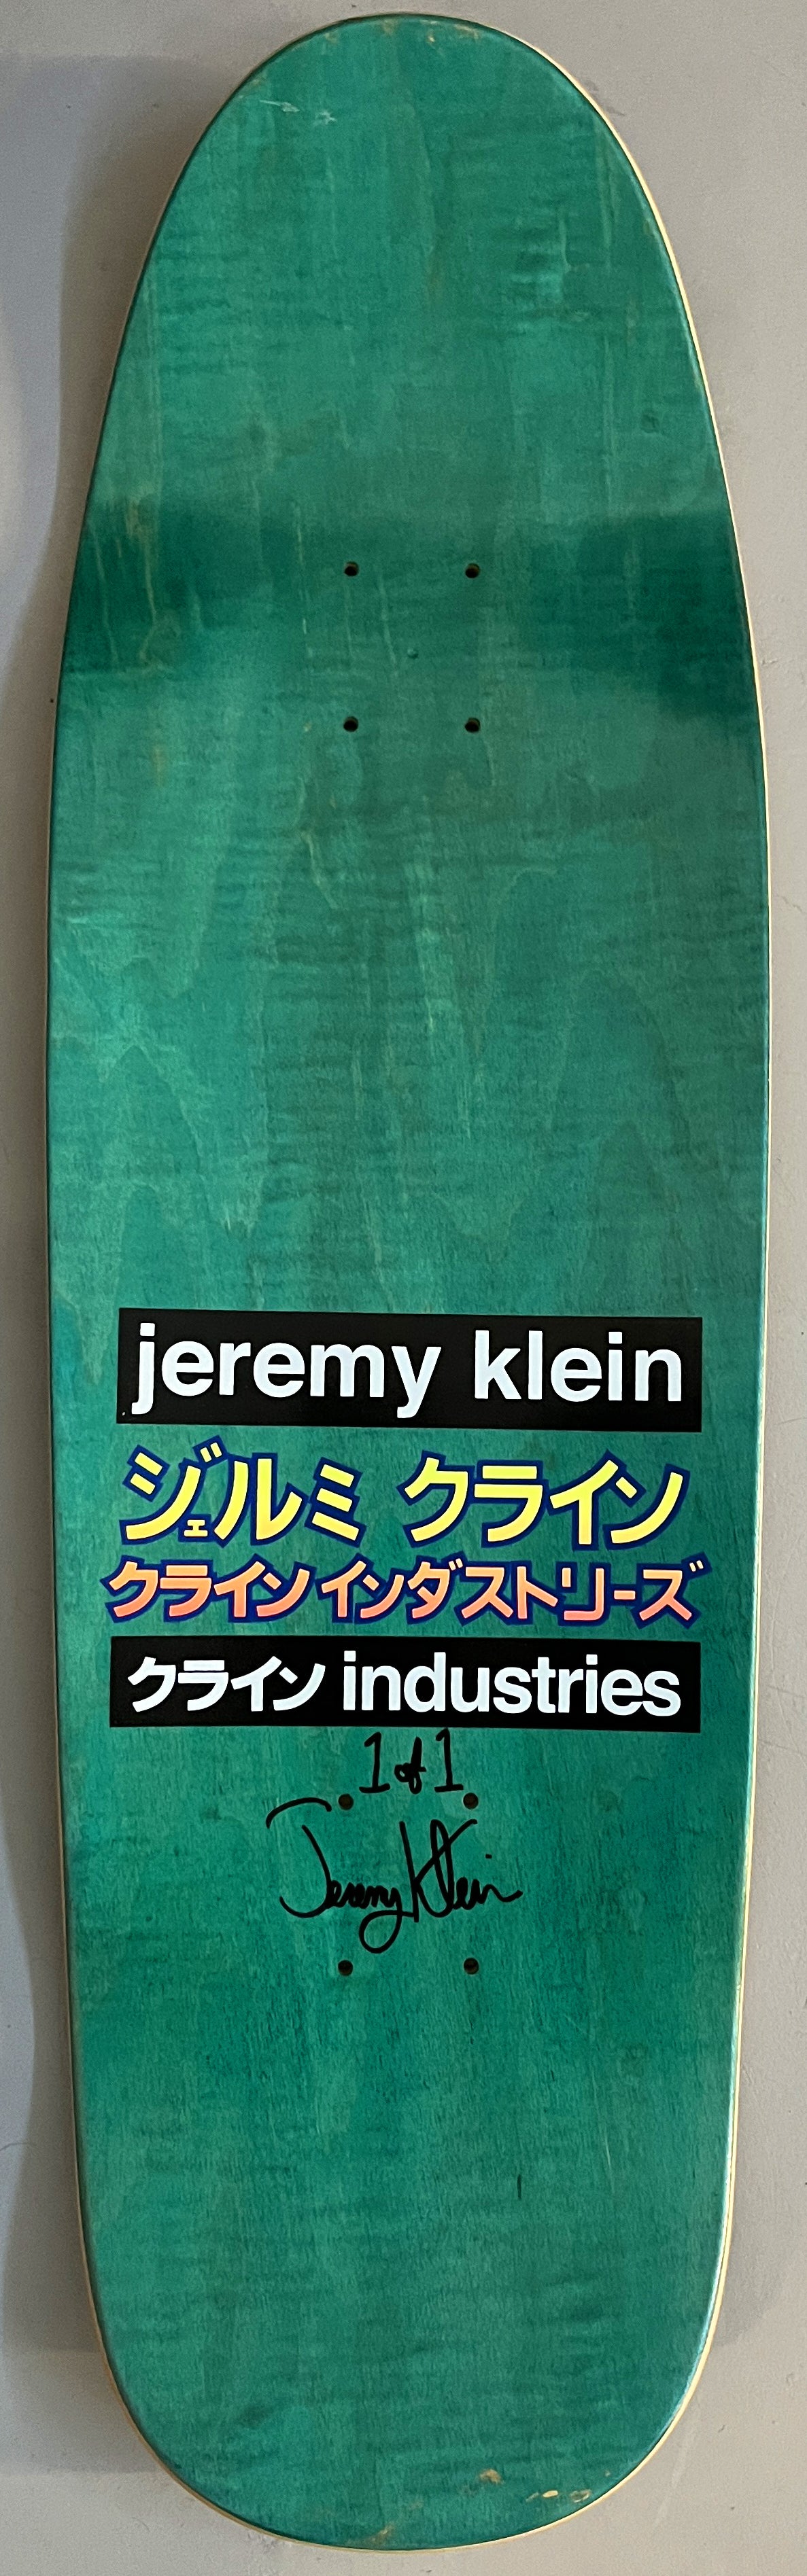 jeremy klein
ジェルミ クライン
クラインインダストリーズ
クライン industries
1 of 1
Jeremy Klein